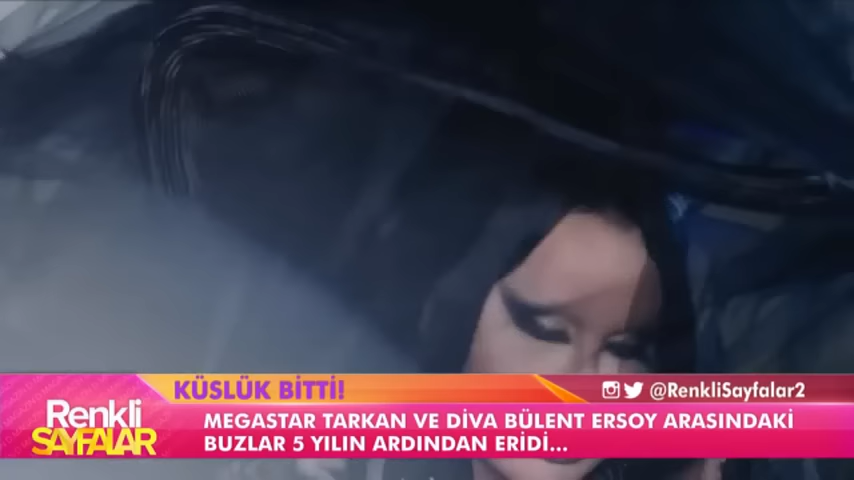 KÜSLÜK BİTTİ!
@RenkliSayfalar2
Renkli
SAYFALAR
MEGASTAR TARKAN VE DİVA BÜLENT ERSOY ARASINDAKİ
BUZLAR 5 YILIN ARDINDAN ERİDİ...